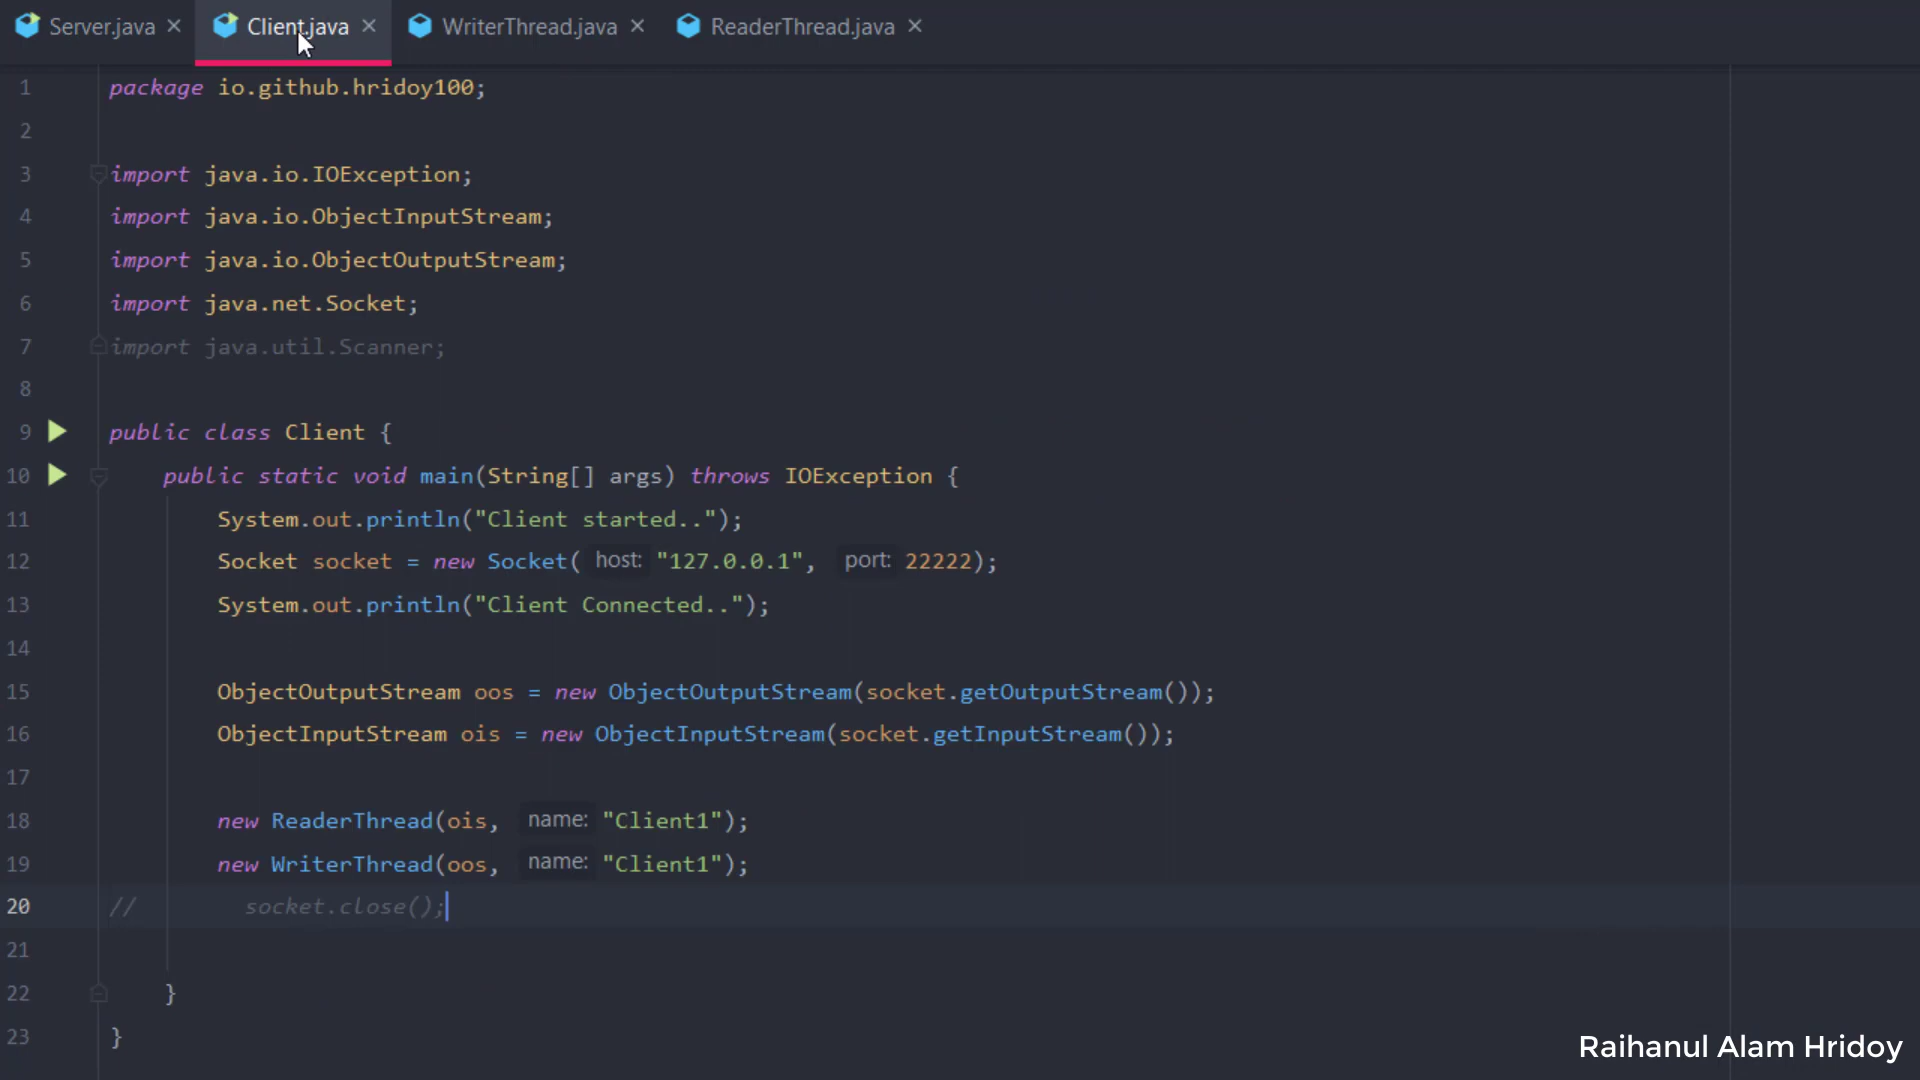 Server.java Client.java WriterThread.java ReaderThread.java
1 package io.github.hridoy100;
2
3 import java.io.IOException;
4 import java.io.ObjectInputStream;
5 import java.io.ObjectOutputStream;
6 import java.net.Socket;
7 import java.util.Scanner;
8
9 public class Client {
10 public static void main(String[] args) throws IOException {
11 System.out.println("Client started..");
12 Socket socket = new Socket( host: "127.0.0.1", port: 22222);
13 System.out.println("Client Connected..");
14
15 ObjectOutputStream oos = new ObjectOutputStream(socket.getOutputStream());
16 ObjectInputStream ois = new ObjectInputStream(socket.getInputStream());
17
18 new ReaderThread(ois, name: "Client1");
19 new WriterThread(oos, name: "Client1");
20 // socket.close();
21
22 }
23 }
Raihanul Alam Hridoy